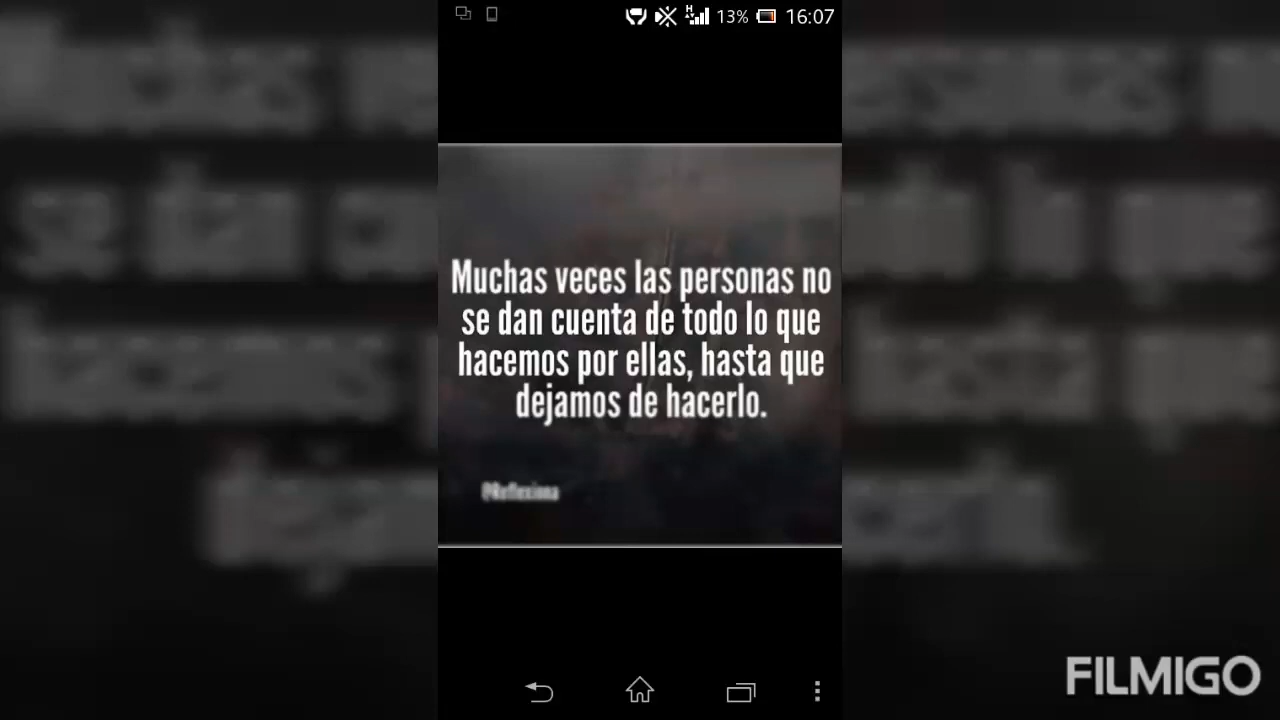 13% 16:07
Muchas veces las personas no
se dan cuenta de todo lo que
hacemos por ellas, hasta que
dejamos de hacerlo.
@Reflexiona
FILMIGO